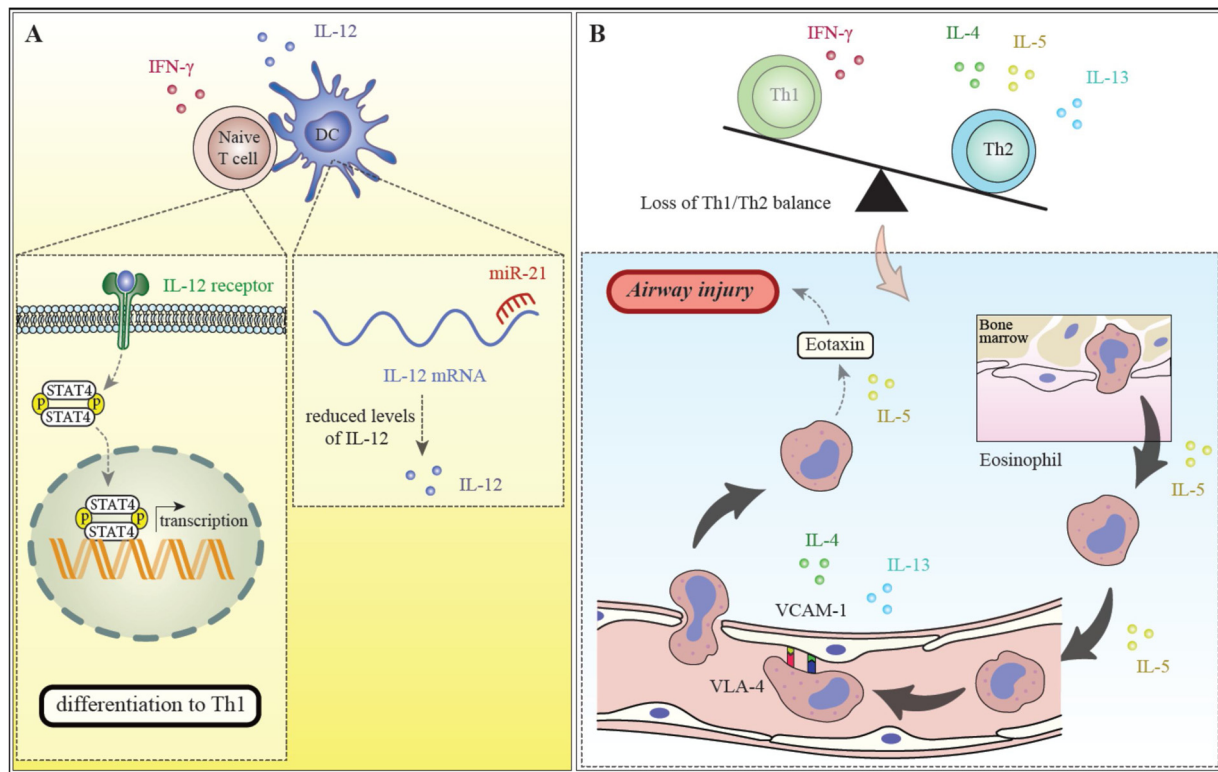 A
IL-12
IFN-γ
Naive
T cell
DC
IL-12 receptor
miR-21
IL-12 mRNA
STAT4
P
P
STAT4
reduced levels
of IL-12
IL-12
STAT4
P
P
STAT4
transcription
differentiation to Th1
B
IFN-γ
IL-4
IL-5
IL-13
Th1
Th2
Loss of Th1/Th2 balance
Airway injury
Eotaxin
IL-5
Bone
marrow
Eosinophil
IL-5
IL-4
IL-13
VCAM-1
IL-5
VLA-4